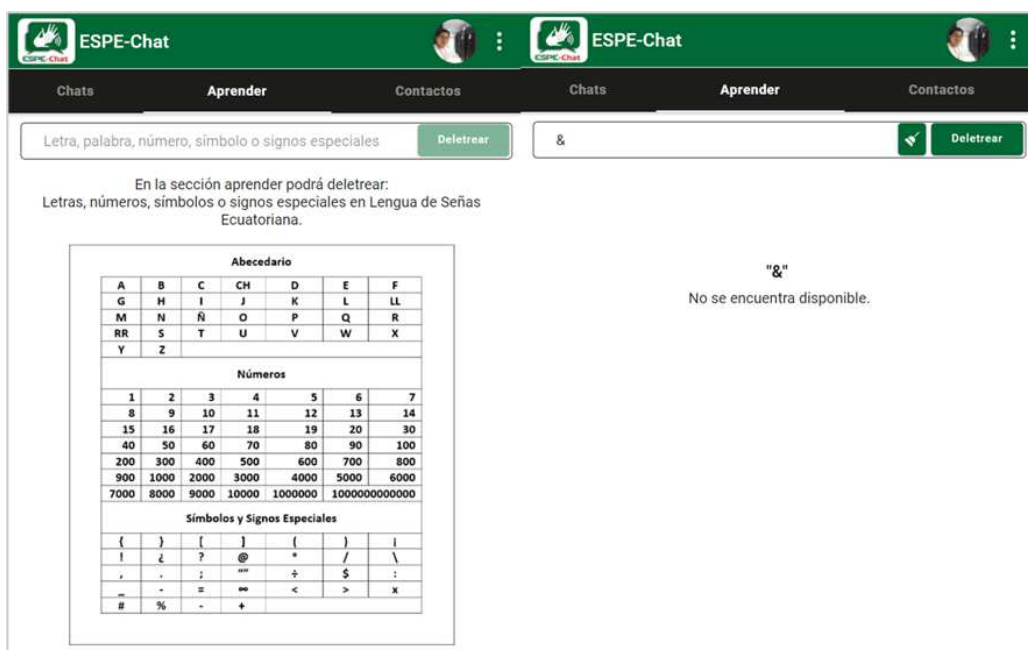 ESPE-Chat
ESPE-Chat
Chats Aprender Contactos
Letra, palabra, número, símbolo o signos especiales Deletrear
En la sección aprender podrá deletrear:
Letras, números, símbolos o signos especiales en Lengua de Señas
Ecuatoriana.
Abecedario
A B C CH D E F
G H I J K L LL
M N Ñ O P Q R
RR S T U V W X
Y Z
Números
1 2 3 4 5 6 7
8 9 10 11 12 13 14
15 16 17 18 19 20 30
40 50 60 70 80 90 100
200 300 400 500 600 700 800
900 1000 2000 3000 4000 5000 6000
7000 8000 9000 10000 1000000 1000000000000
Símbolos y Signos Especiales
{ } [ ] ( ) ¡
! ¿ ? @ * / \
, . ; "" ÷ $ :
_ - = ∞ < > x
# % - +
ESPE-Chat
ESPE-Chat
Chats Aprender Contactos
& Deletrear
"&"
No se encuentra disponible.